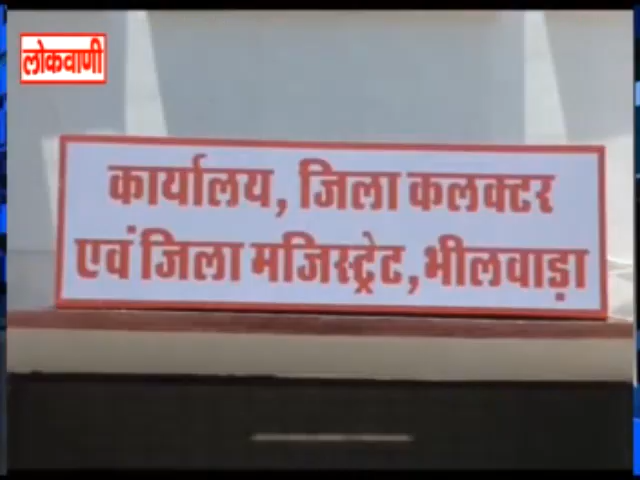 लोकवाणी
कार्यालय, जिला कलक्टर
एवं जिला मजिस्ट्रेट, भीलवाड़ा